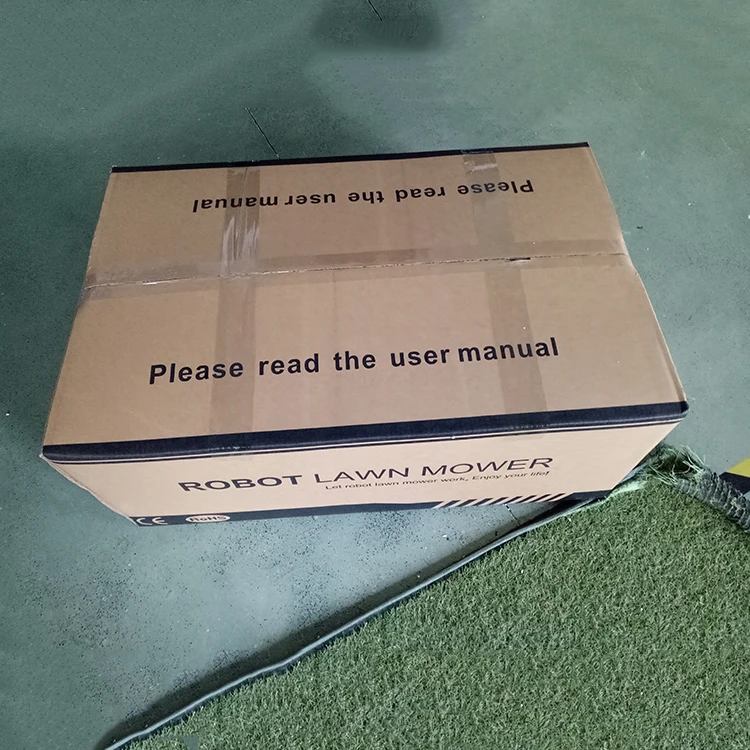 Please read the user manual
Please read the user manual
ROBOT LAWN MOWER
Let robot lawn mower work, Enjoy your life!
CE RoHS